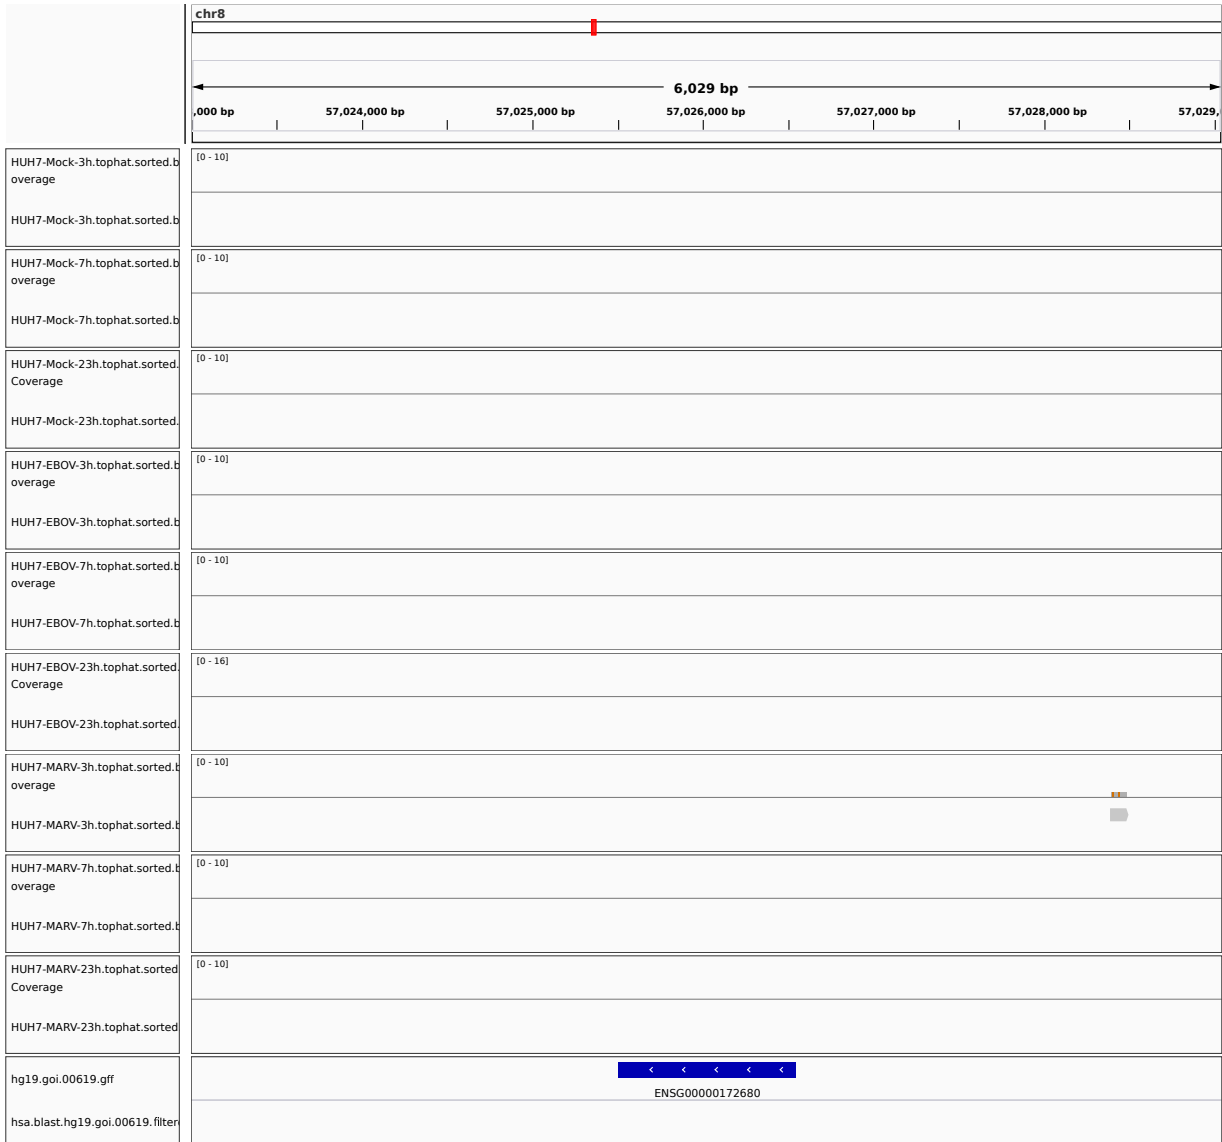 chr8
6,029 bp
,000 bp 57,024,000 bp 57,025,000 bp 57,026,000 bp 57,027,000 bp 57,028,000 bp 57,029,
HUH7-Mock-3h.tophat.sorted.b
overage
[0 - 10]
HUH7-Mock-3h.tophat.sorted.b
HUH7-Mock-7h.tophat.sorted.b
overage
[0 - 10]
HUH7-Mock-7h.tophat.sorted.b
HUH7-Mock-23h.tophat.sorted.
Coverage
[0 - 10]
HUH7-Mock-23h.tophat.sorted.
HUH7-EBOV-3h.tophat.sorted.b
overage
[0 - 10]
HUH7-EBOV-3h.tophat.sorted.b
HUH7-EBOV-7h.tophat.sorted.b
overage
[0 - 10]
HUH7-EBOV-7h.tophat.sorted.b
HUH7-EBOV-23h.tophat.sorted.
Coverage
[0 - 16]
HUH7-EBOV-23h.tophat.sorted.
HUH7-MARV-3h.tophat.sorted.b
overage
[0 - 10]
HUH7-MARV-3h.tophat.sorted.b
HUH7-MARV-7h.tophat.sorted.b
overage
[0 - 10]
HUH7-MARV-7h.tophat.sorted.b
HUH7-MARV-23h.tophat.sorted
Coverage
[0 - 10]
HUH7-MARV-23h.tophat.sorted
hg19.goi.00619.gff
ENSG00000172680
hsa.blast.hg19.goi.00619.filter